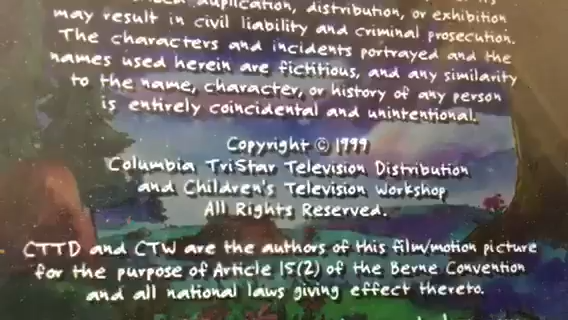 duplication, distribution, or exhibition
may result in civil liability and criminal prosecution.
The characters and incidents portrayed and the
names used herein are fictitious, and any similarity
to the name, character, or history of any person
is entirely coincidental and unintentional.
Copyright © 1999
Columbia TriStar Television Distribution
and Children's Television Workshop
All Rights Reserved.
CTTD and CTW are the authors of this film/motion picture
for the purpose of Article 15(2) of the Berne Convention
and all national laws giving effect thereto.